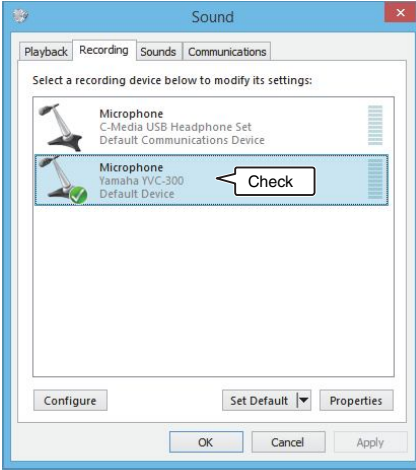 Sound
Playback Recording Sounds Communications
Select a recording device below to modify its settings:
Microphone
C-Media USB Headphone Set
Default Communications Device
Microphone
Yamaha YVC-300
Default Device
Check
Configure Set Default Properties
OK Cancel Apply